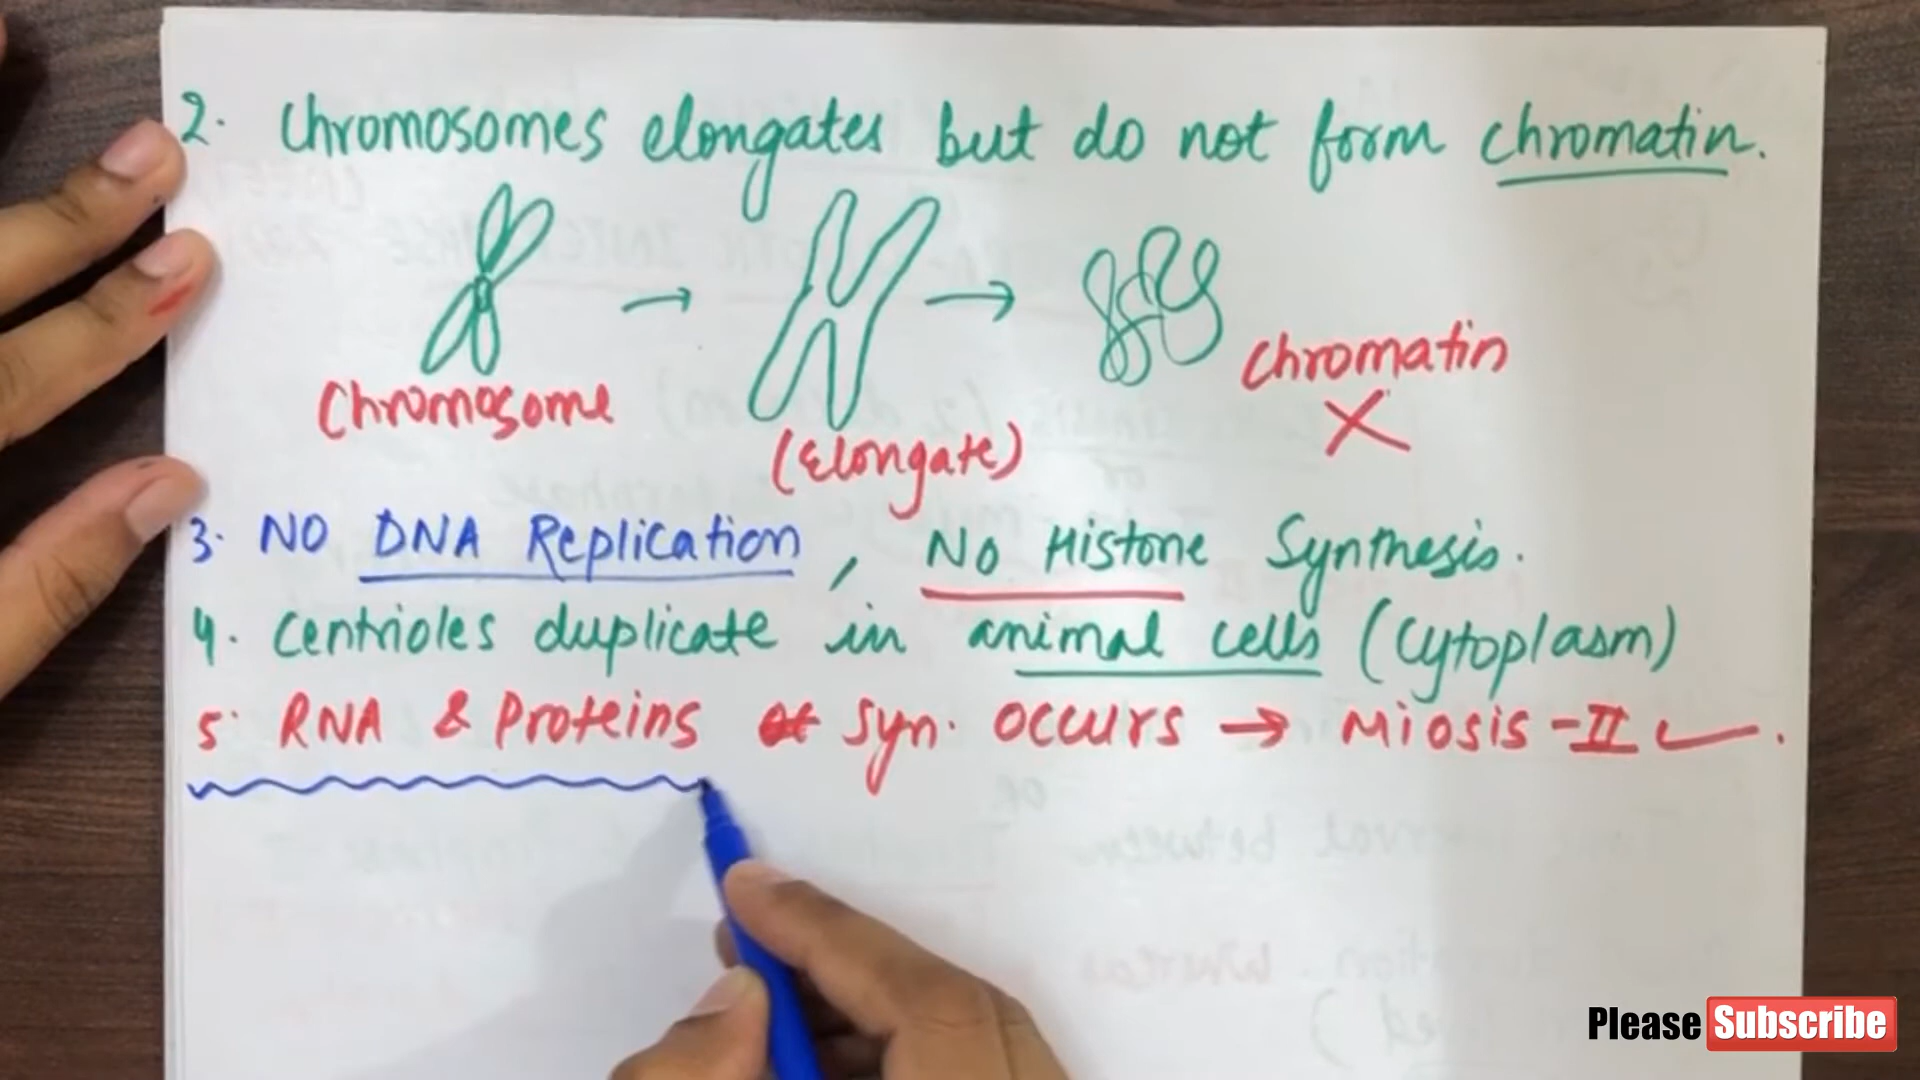 2. Chromosomes elongates but do not form chromatin.
Chromosome
(Elongate)
Chromatin
X
3. NO DNA Replication, No Histone Synthesis.
4. Centrioles duplicate in animal cells (Cytoplasm)
5. RNA & Proteins syn. occurs → Miosis-II
Please Subscribe